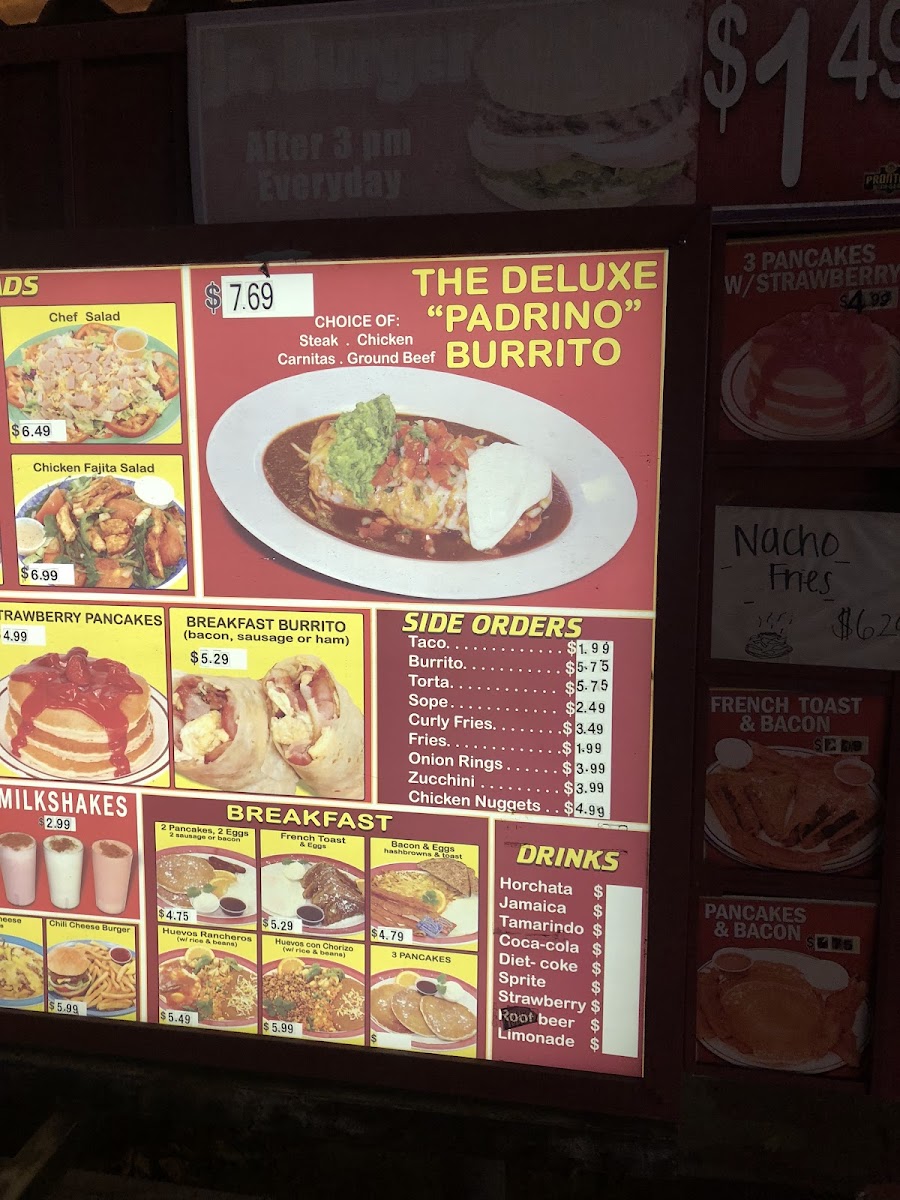 After 3 pm
Everyday
$1 49
ADS
Chef Salad
$6.49
Chicken Fajita Salad
$6.99
$7.69
THE DELUXE
“PADRINO”
BURRITO
CHOICE OF:
Steak . Chicken
Carnitas . Ground Beef
3 PANCAKES
W/STRAWBERRY
$4.99
Nacho
Fries
TRAWBERRY PANCAKES
4.99
BREAKFAST BURRITO
(bacon, sausage or ham)
$5.29
SIDE ORDERS
Taco. . . . . . . . . . . . . $1.99
Burrito. . . . . . . . . . . $5.75
Torta. . . . . . . . . . . . $5.75
Sope. . . . . . . . . . . . $2.49
Curly Fries. . . . . . . . $3.49
Fries. . . . . . . . . . . . $1.99
Onion Rings . . . . . . $3.99
Zucchini . . . . . . . . . $3.99
Chicken Nuggets . . $4.99
FRENCH TOAST
& BACON
$
MILKSHAKES
$2.99
BREAKFAST
2 Pancakes, 2 Eggs
2 sausage or bacon
$4.75
French Toast
& Eggs
$5.29
Bacon & Eggs
hashbrowns & toast
$4.79
Huevos Rancheros
(w/ rice & beans)
$5.49
Huevos con Chorizo
(w/ rice & beans)
$5.99
3 PANCAKES
$
heese
Chili Cheese Burger
$5.99
DRINKS
Horchata $
Jamaica $
Tamarindo $
Coca-cola $
Diet- coke $
Sprite $
Strawberry $
Root beer $
Limonade $
PANCAKES
& BACON
$